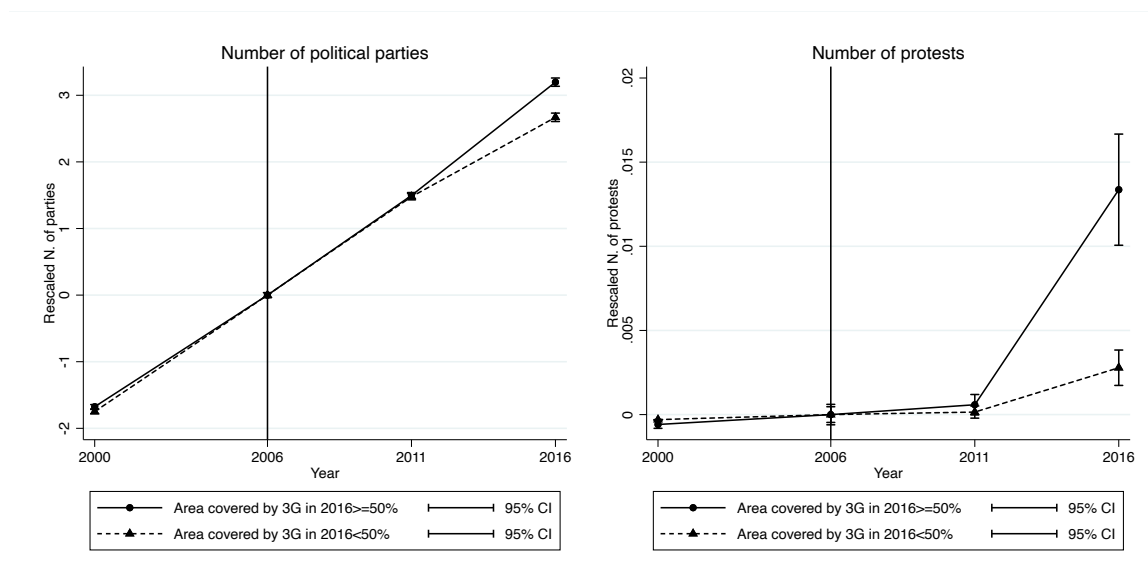 Number of political parties
Rescaled N. of parties
3
2
1
0
-1
-2
2000 2006 2011 2016
Year
Area covered by 3G in 2016>=50% 95% CI
Area covered by 3G in 2016<50% 95% CI
Number of protests
Rescaled N. of protests
.02
.015
.01
.005
0
2000 2006 2011 2016
Year
Area covered by 3G in 2016>=50% 95% CI
Area covered by 3G in 2016<50% 95% CI